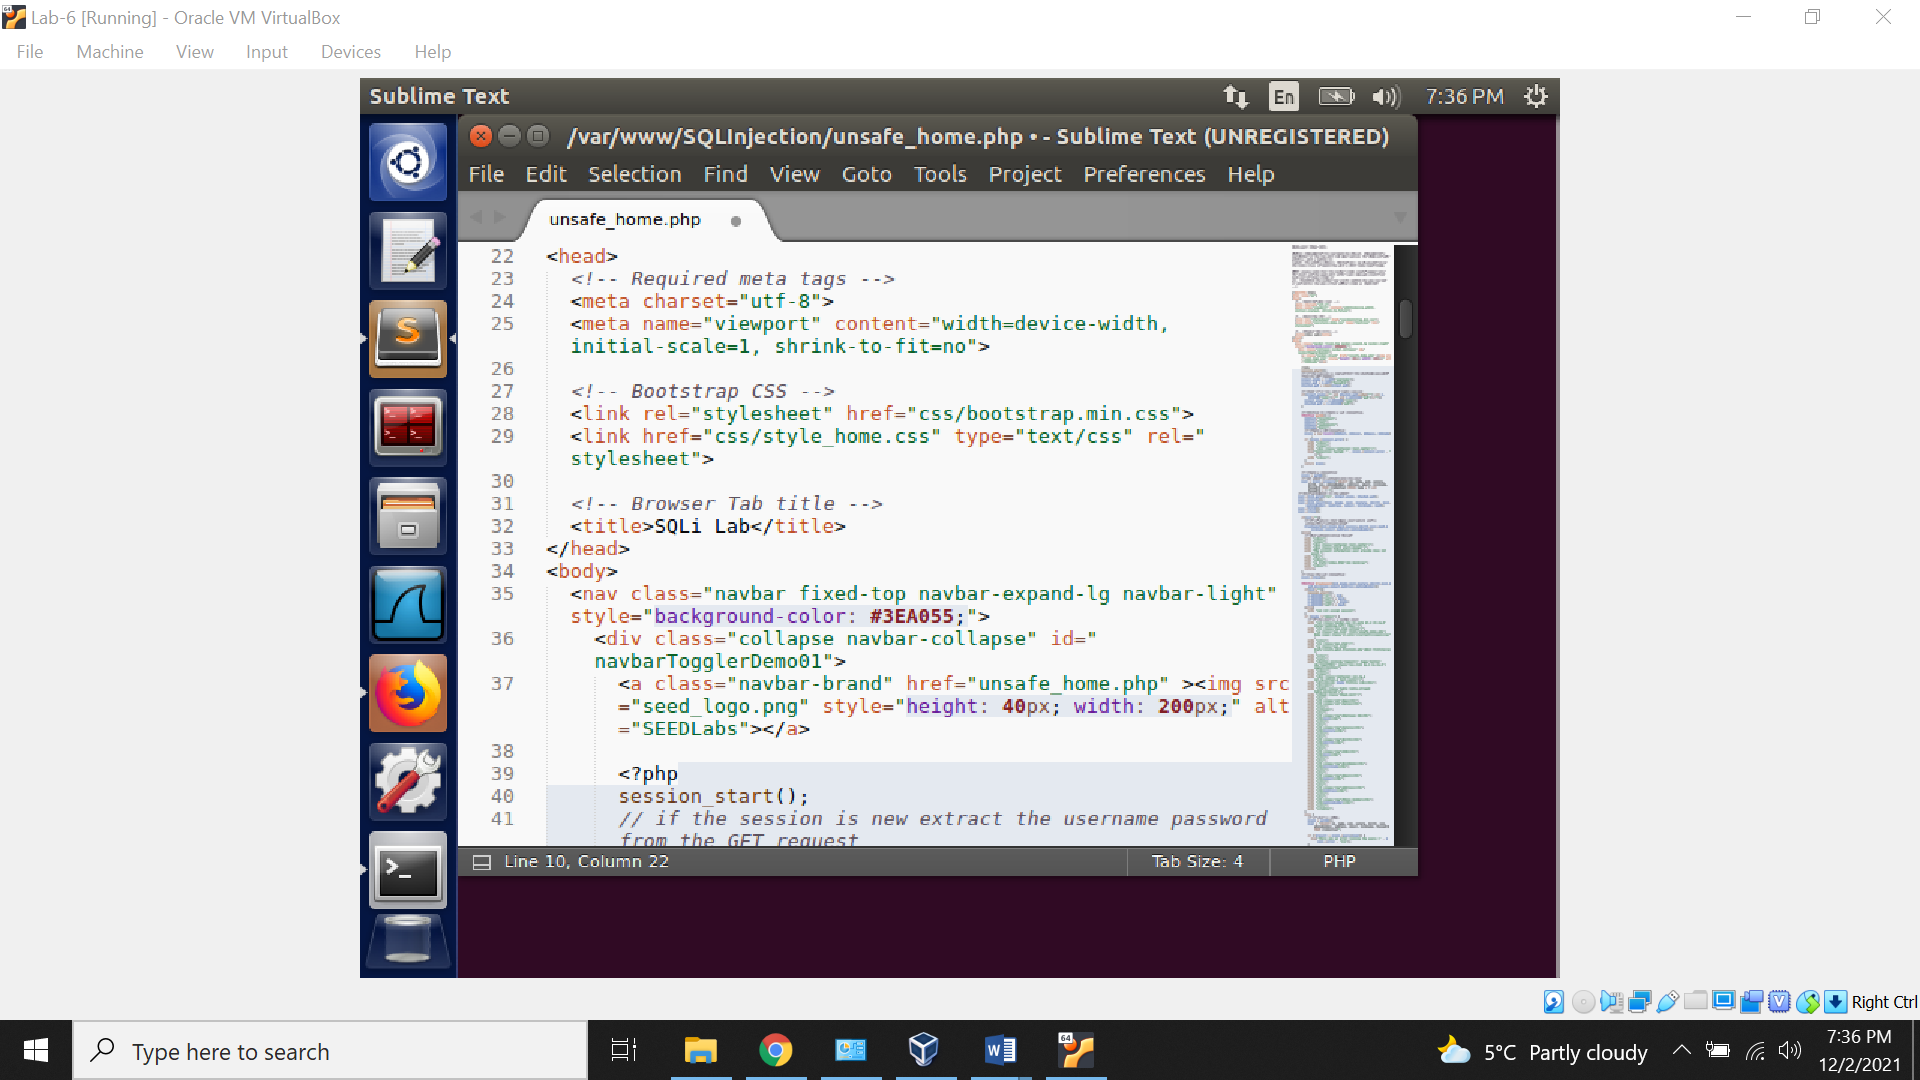 Lab-6 [Running] - Oracle VM VirtualBox
File Machine View Input Devices Help
Sublime Text
En
7:36 PM
/var/www/SQLInjection/unsafe_home.php • - Sublime Text (UNREGISTERED)
File Edit Selection Find View Goto Tools Project Preferences Help
unsafe_home.php
22 <head>
23 <!-- Required meta tags -->
24 <meta charset="utf-8">
25 <meta name="viewport" content="width=device-width,
initial-scale=1, shrink-to-fit=no">
26
27 <!-- Bootstrap CSS -->
28 <link rel="stylesheet" href="css/bootstrap.min.css">
29 <link href="css/style_home.css" type="text/css" rel="
stylesheet">
30
31 <!-- Browser Tab title -->
32 <title>SQLi Lab</title>
33 </head>
34 <body>
35 <nav class="navbar fixed-top navbar-expand-lg navbar-light"
style="background-color: #3EA055;">
36 <div class="collapse navbar-collapse" id="
navbarTogglerDemo01">
37 <a class="navbar-brand" href="unsafe_home.php" ><img src
="seed_logo.png" style="height: 40px; width: 200px;" alt
="SEEDLabs"></a>
38
39 <?php
40 session_start();
41 // if the session is new extract the username password
from the GET request
Line 10, Column 22
Tab Size: 4
PHP
Right Ctrl
Type here to search
5°C Partly cloudy
7:36 PM
12/2/2021